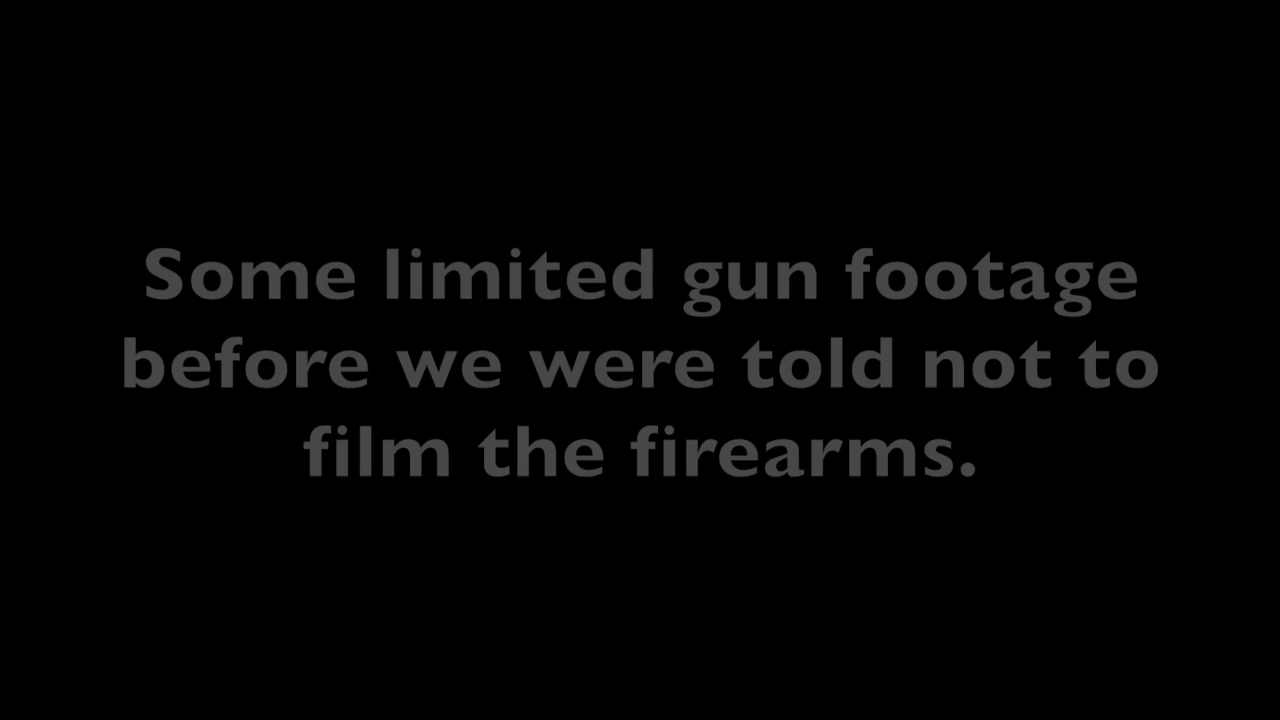 Some limited gun footage
before we were told not to
film the firearms.